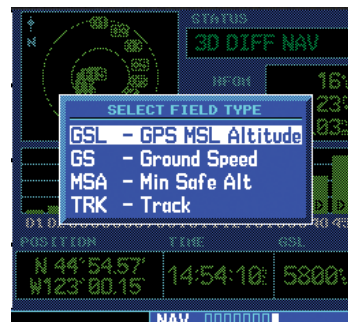 STATUS
N
3D DIFF NAV
HFOM
SELECT FIELD TYPE
GSL - GPS MSL Altitude
GS - Ground Speed
MSA - Min Safe Alt
TRK - Track
POSITION
TIME
GSL
N 44°54.57'
W123°00.15'
14:54:10
5800
NAV